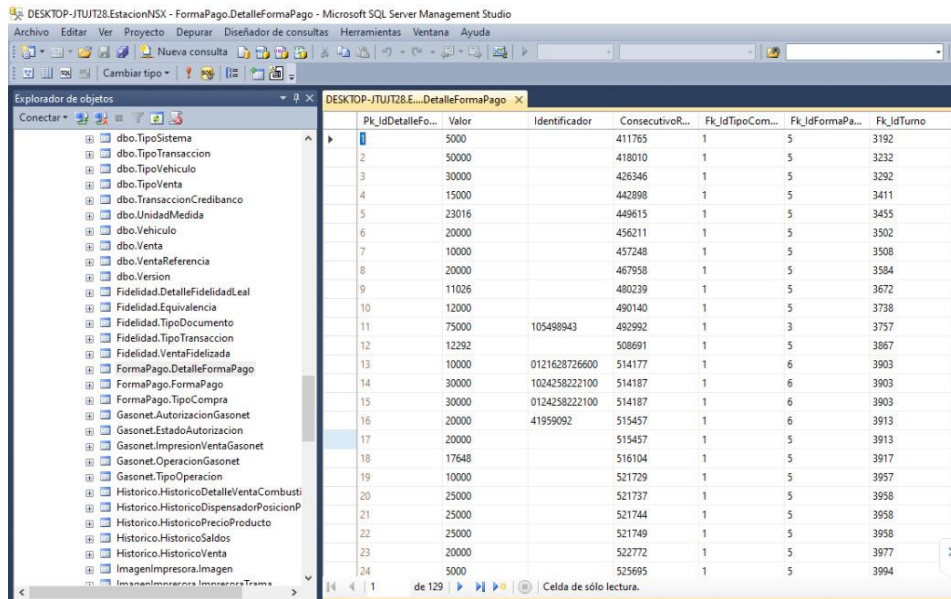 DESKTOP-JTUJT28.EstacionNSX - FormaPago.DetalleFormaPago - Microsoft SQL Server Management Studio
Archivo Editar Ver Proyecto Depurar Diseñador de consultas Herramientas Ventana Ayuda
Nueva consulta
Cambiar tipo
Explorador de objetos
Conectar
dbo.TipoSistema
dbo.TipoTransaccion
dbo.TipoVehiculo
dbo.TipoVenta
dbo.TransaccionCredibanco
dbo.UnidadMedida
dbo.Vehiculo
dbo.Venta
dbo.VentaReferencia
dbo.Version
Fidelidad.DetalleFidelidadLeal
Fidelidad.Equivalencia
Fidelidad.TipoDocumento
Fidelidad.TipoTransaccion
Fidelidad.VentaFidelizada
FormaPago.DetalleFormaPago
FormaPago.FormaPago
FormaPago.TipoCompra
Gasonet.AutorizacionGasonet
Gasonet.EstadoAutorizacion
Gasonet.ImpresionVentaGasonet
Gasonet.OperacionGasonet
Gasonet.TipoOperacion
Historico.HistoricoDetalleVentaCombusti
Historico.HistoricoDispensadorPosicionP
Historico.HistoricoPrecioProducto
Historico.HistoricoSaldos
Historico.HistoricoVenta
ImagenImpresora.Imagen
ImagenImpresora.ImpresoraTrama
DESKTOP-JTUJT28.E....DetalleFormaPago
Pk_IdDetalleFo... Valor Identificador ConsecutivoR... Fk_IdTipoCom... Fk_IdFormaPa... Fk_IdTurno
1 5000 411765 1 5 3192
2 50000 418010 1 5 3232
3 30000 426346 1 5 3292
4 15000 442898 1 5 3411
5 23016 449615 1 5 3455
6 20000 456211 1 5 3502
7 10000 457248 1 5 3508
8 20000 467958 1 5 3584
9 11026 480239 1 5 3672
10 12000 490140 1 5 3738
11 75000 105498943 492992 1 3 3757
12 12292 508691 1 5 3867
13 10000 0121628726600 514177 1 6 3903
14 30000 1024258222100 514187 1 6 3903
15 30000 0124258222100 514187 1 6 3903
16 20000 41959092 515457 1 6 3913
17 20000 515457 1 5 3913
18 17648 516104 1 5 3917
19 10000 521729 1 5 3957
20 25000 521737 1 5 3958
21 25000 521744 1 5 3958
22 25000 521749 1 5 3958
23 20000 522772 1 5 3977
24 5000 525695 1 5 3994
1 de 129 Celda de sólo lectura.